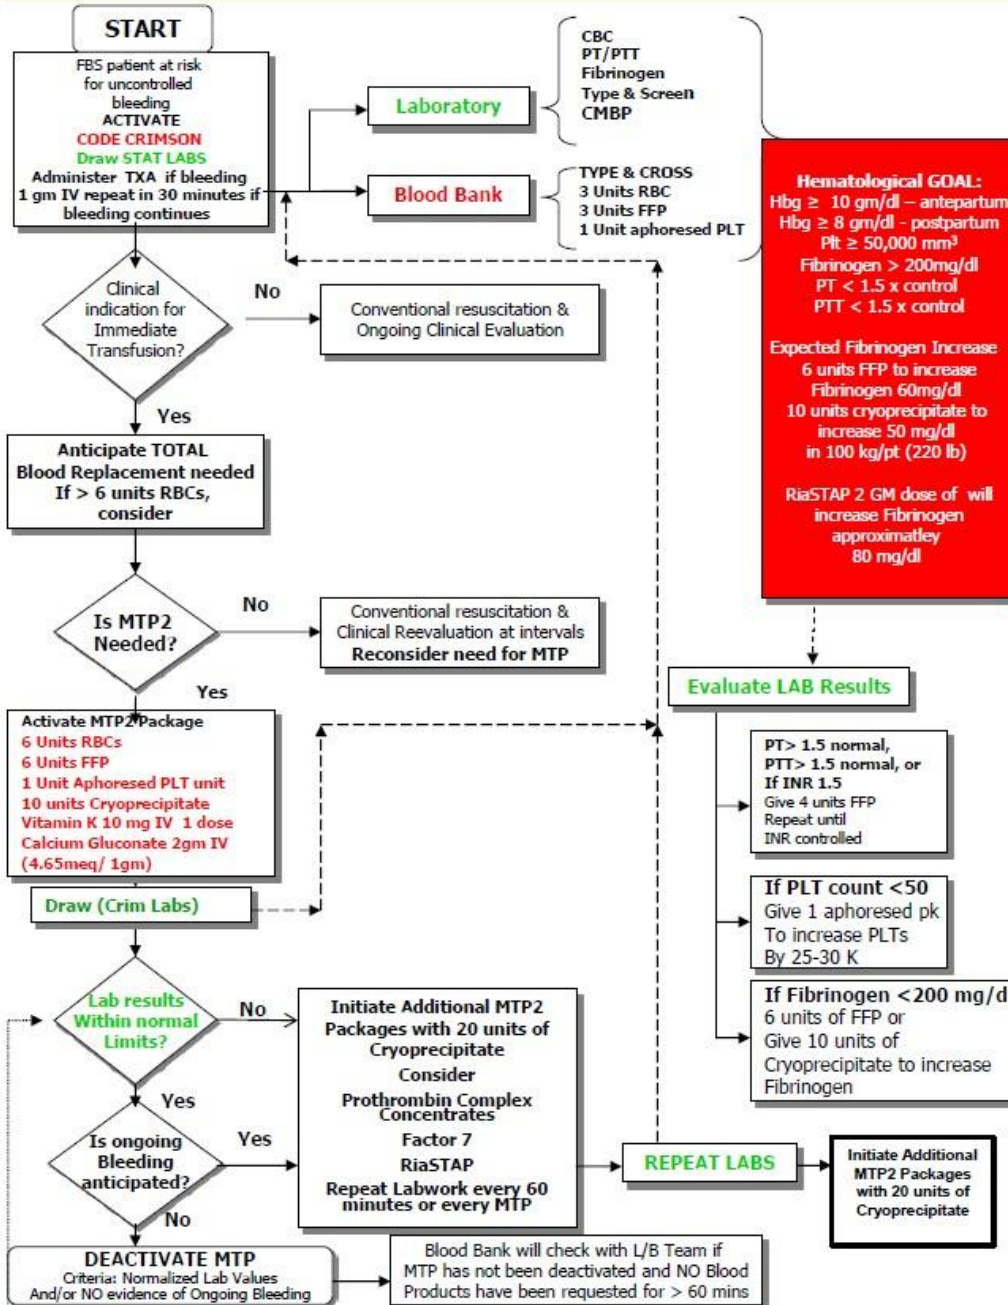 START
FBS patient at risk
for uncontrolled
bleeding
ACTIVATE
CODE CRIMSON
Draw STAT LABS
Administer TXA if bleeding
1 gm IV repeat in 30 minutes if
bleeding continues
Laboratory
CBC
PT/PTT
Fibrinogen
Type & Screen
CMBP
Blood Bank
TYPE & CROSS
3 Units RBC
3 Units FFP
1 Unit aphoresed PLT
Hematological GOAL:
Hbg ≥ 10 gm/dl – antepartum
Hbg ≥ 8 gm/dl - postpartum
Plt ≥ 50,000 mm³
Fibrinogen > 200mg/dl
PT < 1.5 x control
PTT < 1.5 x control
Expected Fibrinogen Increase
6 units FFP to increase
Fibrinogen 60mg/dl
10 units cryoprecipitate to
increase 50 mg/dl
in 100 kg/pt (220 lb)
RiaSTAP 2 GM dose of will
increase Fibrinogen
approximatley
80 mg/dl
Clinical
indication for
Immediate
Transfusion?
No
Conventional resuscitation &
Ongoing Clinical Evaluation
Yes
Anticipate TOTAL
Blood Replacement needed
If > 6 units RBCs,
consider
Is MTP2
Needed?
No
Conventional resuscitation &
Clinical Reevaluation at intervals
Reconsider need for MTP
Yes
Activate MTP2 Package
6 Units RBCs
6 Units FFP
1 Unit Aphoresed PLT unit
10 units Cryoprecipitate
Vitamin K 10 mg IV 1 dose
Calcium Gluconate 2gm IV
(4.65meq/ 1gm)
Draw (Crim Labs)
Evaluate LAB Results
PT> 1.5 normal,
PTT> 1.5 normal, or
If INR 1.5
Give 4 units FFP
Repeat until
INR controlled
If PLT count <50
Give 1 aphoresed pk
To increase PLTs
By 25-30 K
If Fibrinogen <200 mg/d
6 units of FFP or
Give 10 units of
Cryoprecipitate to increase
Fibrinogen
Lab results
Within normal
Limits?
No
Initiate Additional MTP2
Packages with 20 units of
Cryoprecipitate
Consider
Prothrombin Complex
Concentrates
Factor 7
RiaSTAP
Repeat Labwork every 60
minutes or every MTP
Yes
Is ongoing
Bleeding
anticipated?
Yes
REPEAT LABS
Initiate Additional
MTP2 Packages
with 20 units of
Cryoprecipitate
No
DEACTIVATE MTP
Criteria: Normalized Lab Values
And/or NO evidence of Ongoing Bleeding
Blood Bank will check with L/B Team if
MTP has not been deactivated and NO Blood
Products have been requested for > 60 mins